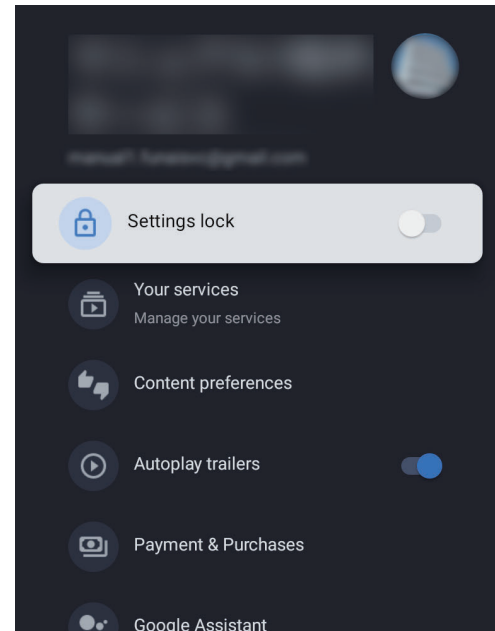 Settings lock
Your services
Manage your services
Content preferences
Autoplay trailers
Payment & Purchases
Google Assistant